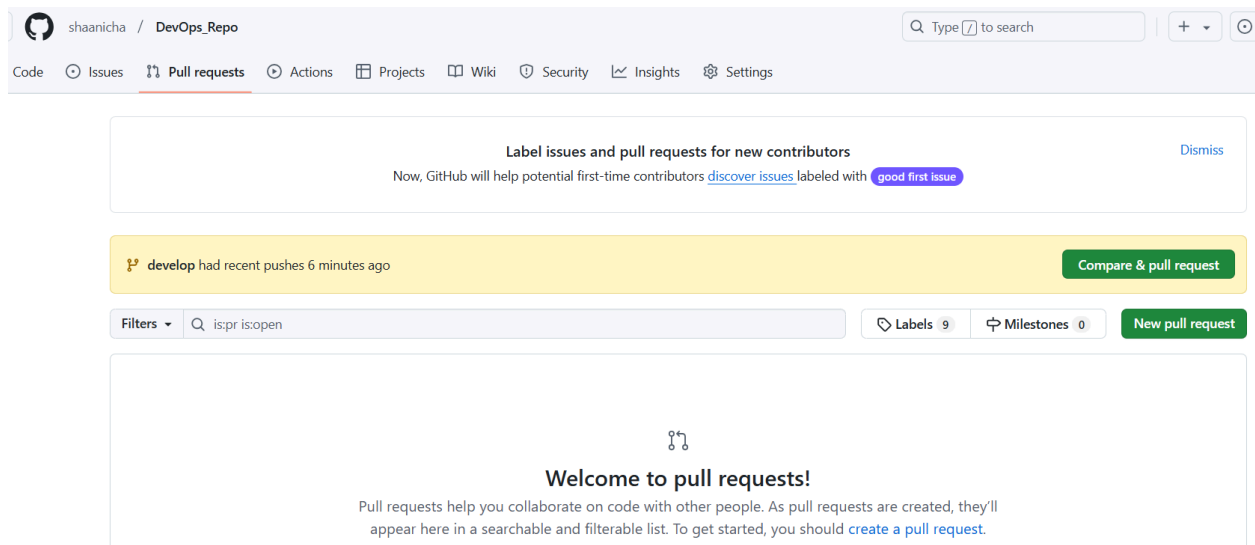 shaanicha / DevOps_Repo
Type / to search
Code Issues Pull requests Actions Projects Wiki Security Insights Settings
Label issues and pull requests for new contributors
Dismiss
Now, GitHub will help potential first-time contributors discover issues labeled with good first issue
develop had recent pushes 6 minutes ago
Compare & pull request
Filters is:pr is:open Labels 9 Milestones 0 New pull request
Welcome to pull requests!
Pull requests help you collaborate on code with other people. As pull requests are created, they’ll
appear here in a searchable and filterable list. To get started, you should create a pull request.